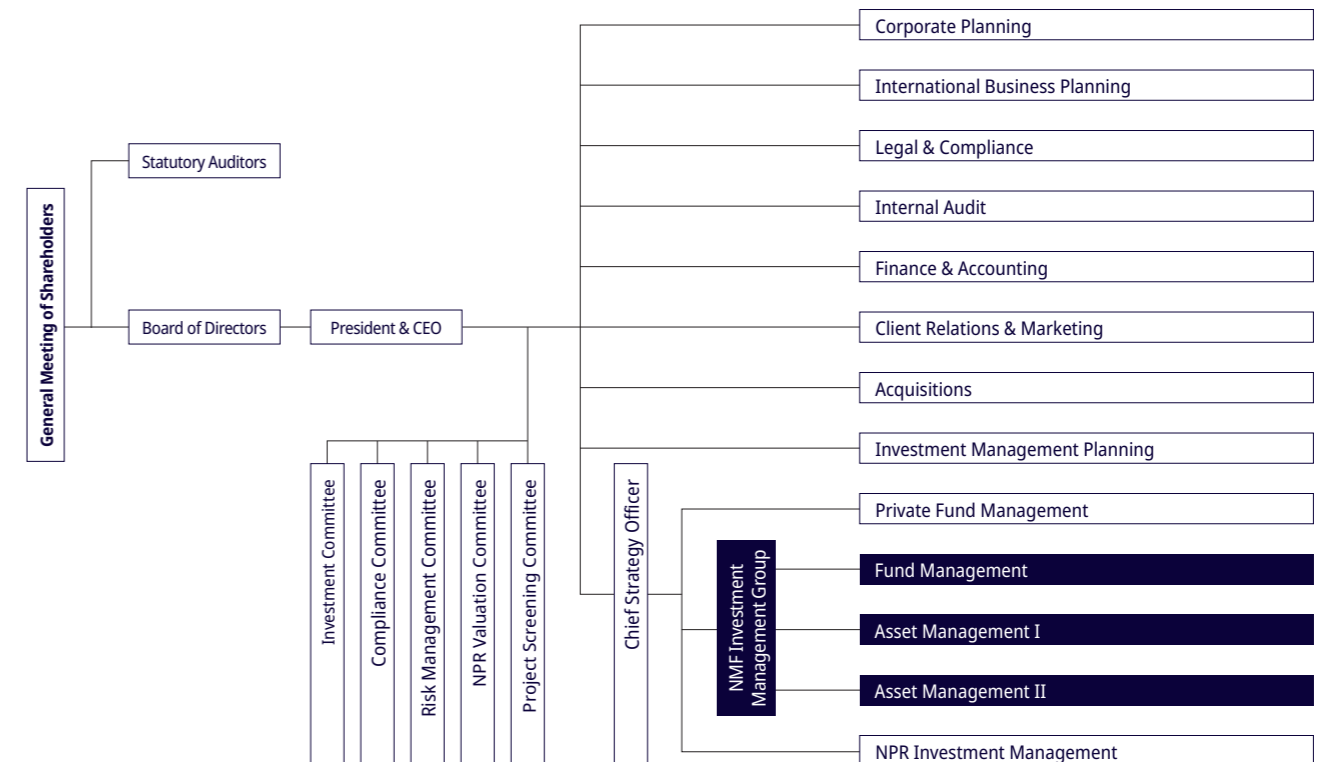 General Meeting of Shareholders
Statutory Auditors
Board of Directors
President & CEO
Investment Committee
Compliance Committee
Risk Management Committee
NPR Valuation Committee
Project Screening Committee
Corporate Planning
International Business Planning
Legal & Compliance
Internal Audit
Finance & Accounting
Client Relations & Marketing
Acquisitions
Investment Management Planning
Chief Strategy Officer
Private Fund Management
NMF Investment
Management Group
Fund Management
Asset Management I
Asset Management II
NPR Investment Management